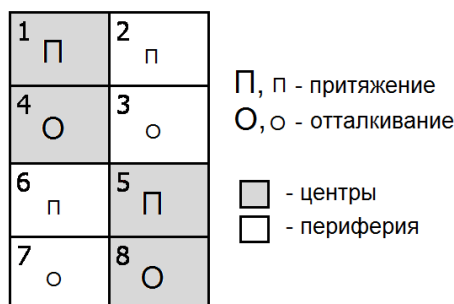 1 П 2 п
4 О 3 о
6 п 5 П
7 о 8 О
П, п - притяжение
О, о - отталкивание
- центры
- периферия